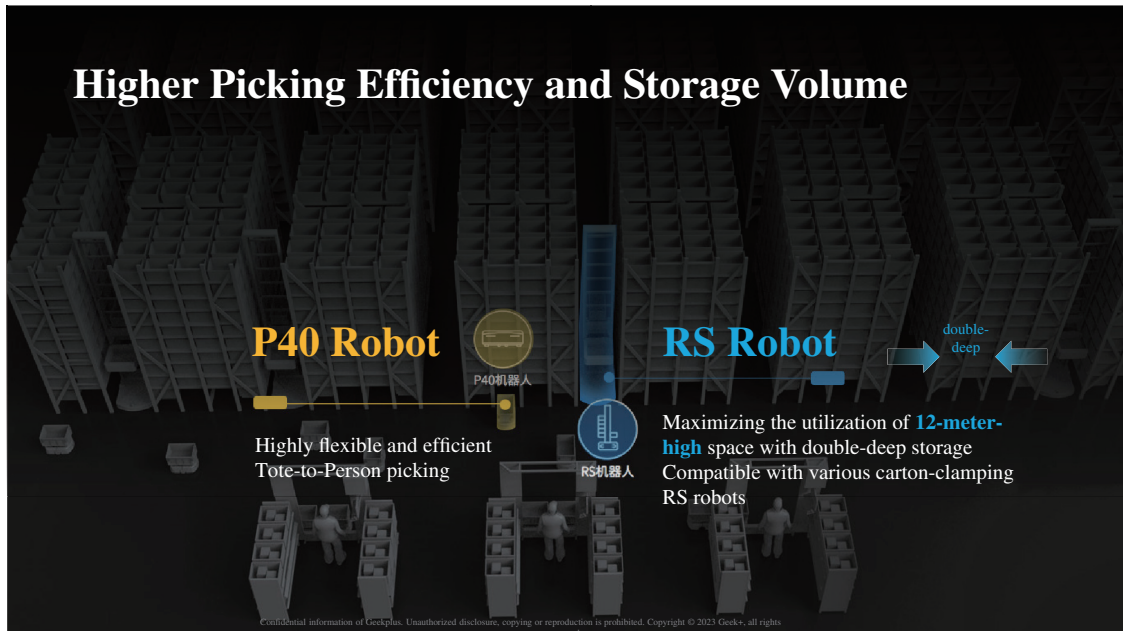 Higher Picking Efficiency and Storage Volume
P40 Robot
P40机器人
Highly flexible and efficient
Tote-to-Person picking
RS Robot
double-
deep
RS机器人
Maximizing the utilization of 12-meter-
high space with double-deep storage
Compatible with various carton-clamping
RS robots
Confidential information of Geekplus. Unauthorized disclosure, copying or reproduction is prohibited. Copyright © 2023 Geek+, all rights